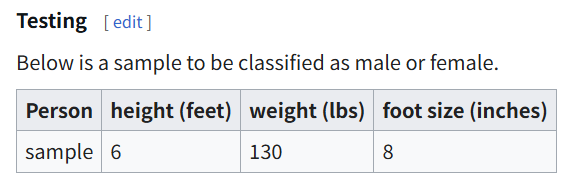 Testing [ edit ]
Below is a sample to be classified as male or female.
Person height (feet) weight (lbs) foot size (inches)
sample 6 130 8